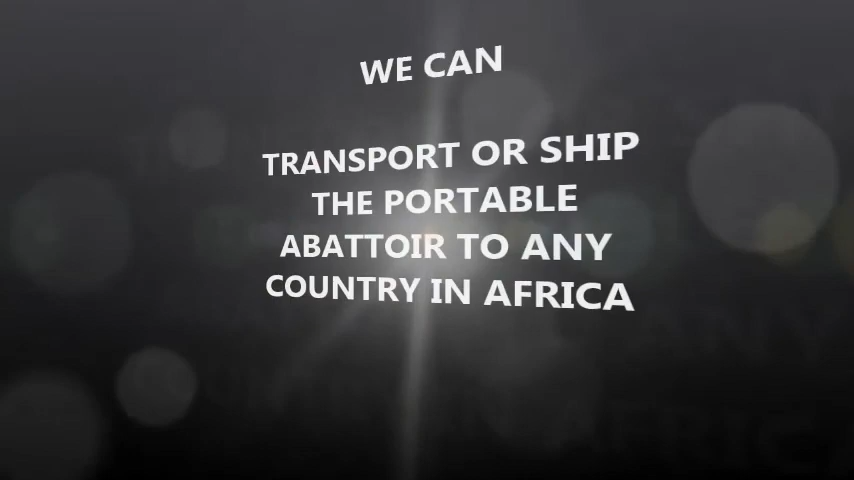 WE CAN
TRANSPORT OR SHIP
THE PORTABLE
ABATTOIR TO ANY
COUNTRY IN AFRICA